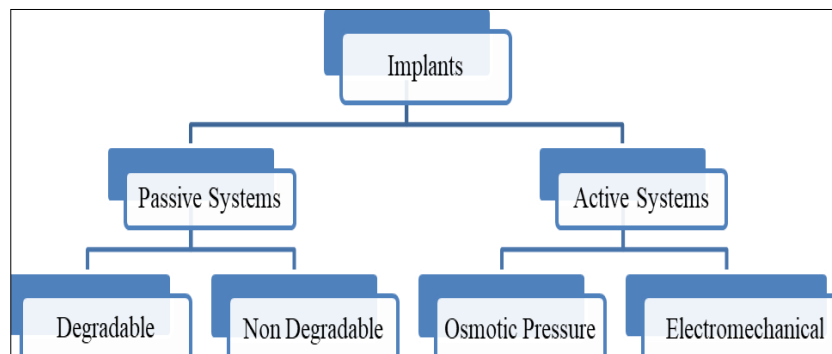 Implants
Passive Systems
Active Systems
Degradable
Non Degradable
Osmotic Pressure
Electromechanical